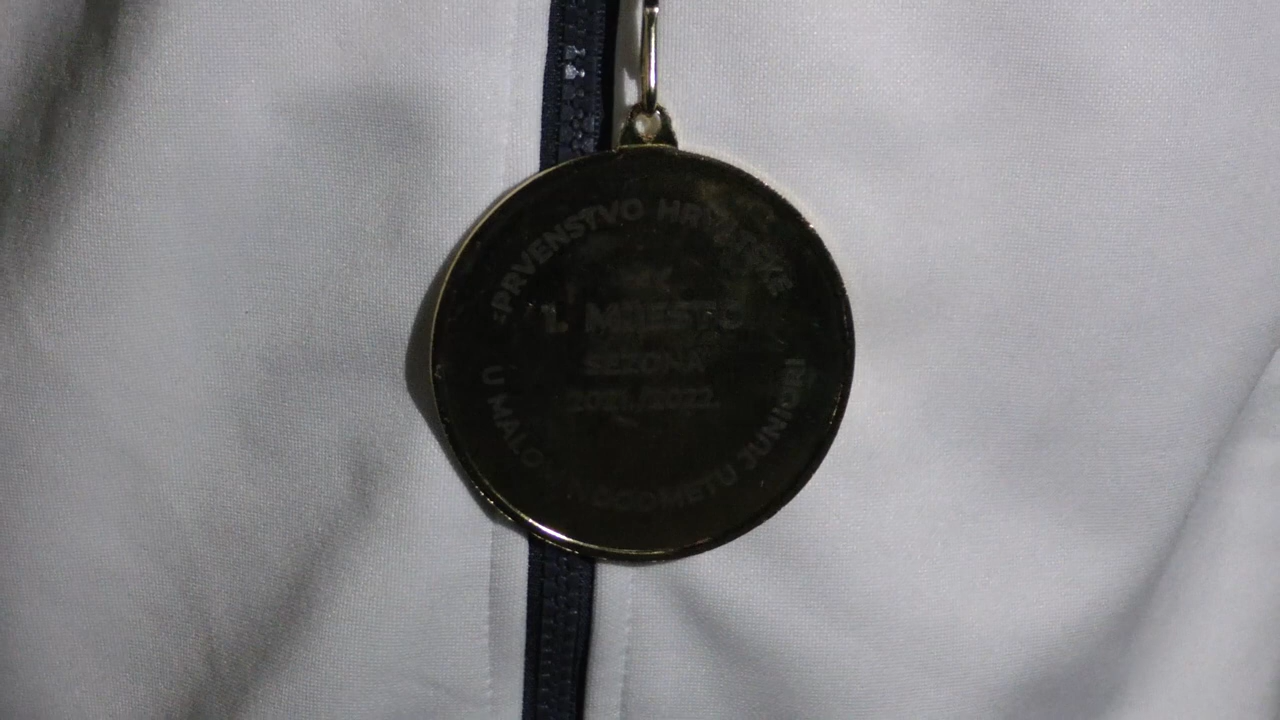 PRVENSTVO HRVATSKE
1. MJESTO
SEZONA
2021./2022.
U MALOM NOGOMETU JUNIORI